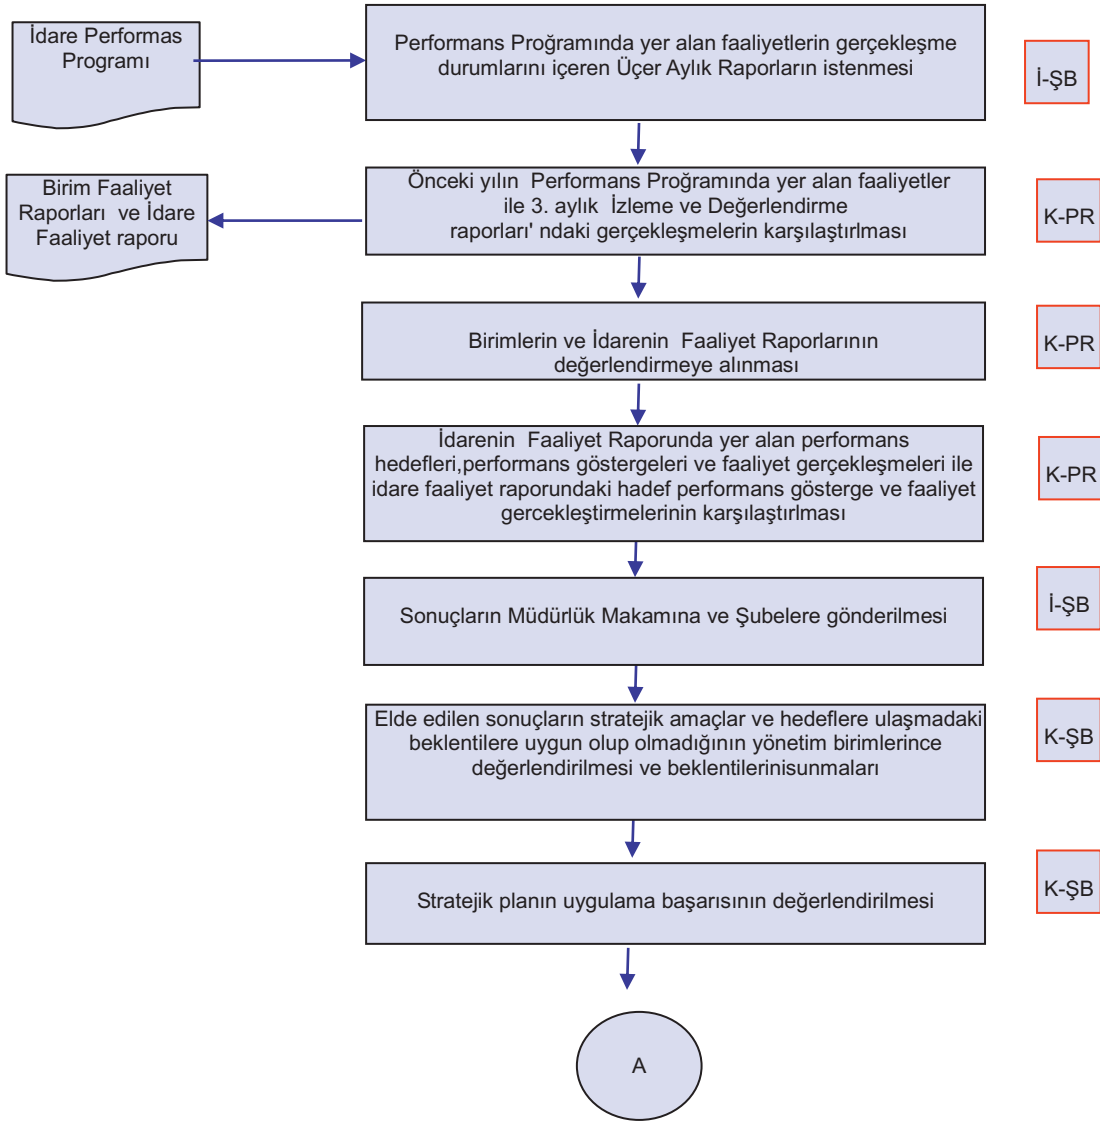 İdare Performas
Programı
Performans Proğramında yer alan faaliyetlerin gerçekleşme
durumlarını içeren Üçer Aylık Raporların istenmesi
İ-ŞB
Birim Faaliyet
Raporları ve İdare
Faaliyet raporu
Önceki yılın Performans Proğramında yer alan faaliyetler
ile 3. aylık İzleme ve Değerlendirme
raporları' ndaki gerçekleşmelerin karşılaştırlması
K-PR
Birimlerin ve İdarenin Faaliyet Raporlarının
değerlendirmeye alınması
K-PR
İdarenin Faaliyet Raporunda yer alan performans
hedefleri,performans göstergeleri ve faaliyet gerçekleşmeleri ile
idare faaliyet raporundaki hadef performans gösterge ve faaliyet
gercekleştirmelerinin karşılaştırlması
K-PR
Sonuçların Müdürlük Makamına ve Şubelere gönderilmesi
İ-ŞB
Elde edilen sonuçların stratejik amaçlar ve hedeflere ulaşmadaki
beklentilere uygun olup olmadığının yönetim birimlerince
değerlendirilmesi ve beklentilerinisunmaları
K-ŞB
Stratejik planın uygulama başarısının değerlendirilmesi
K-ŞB
A